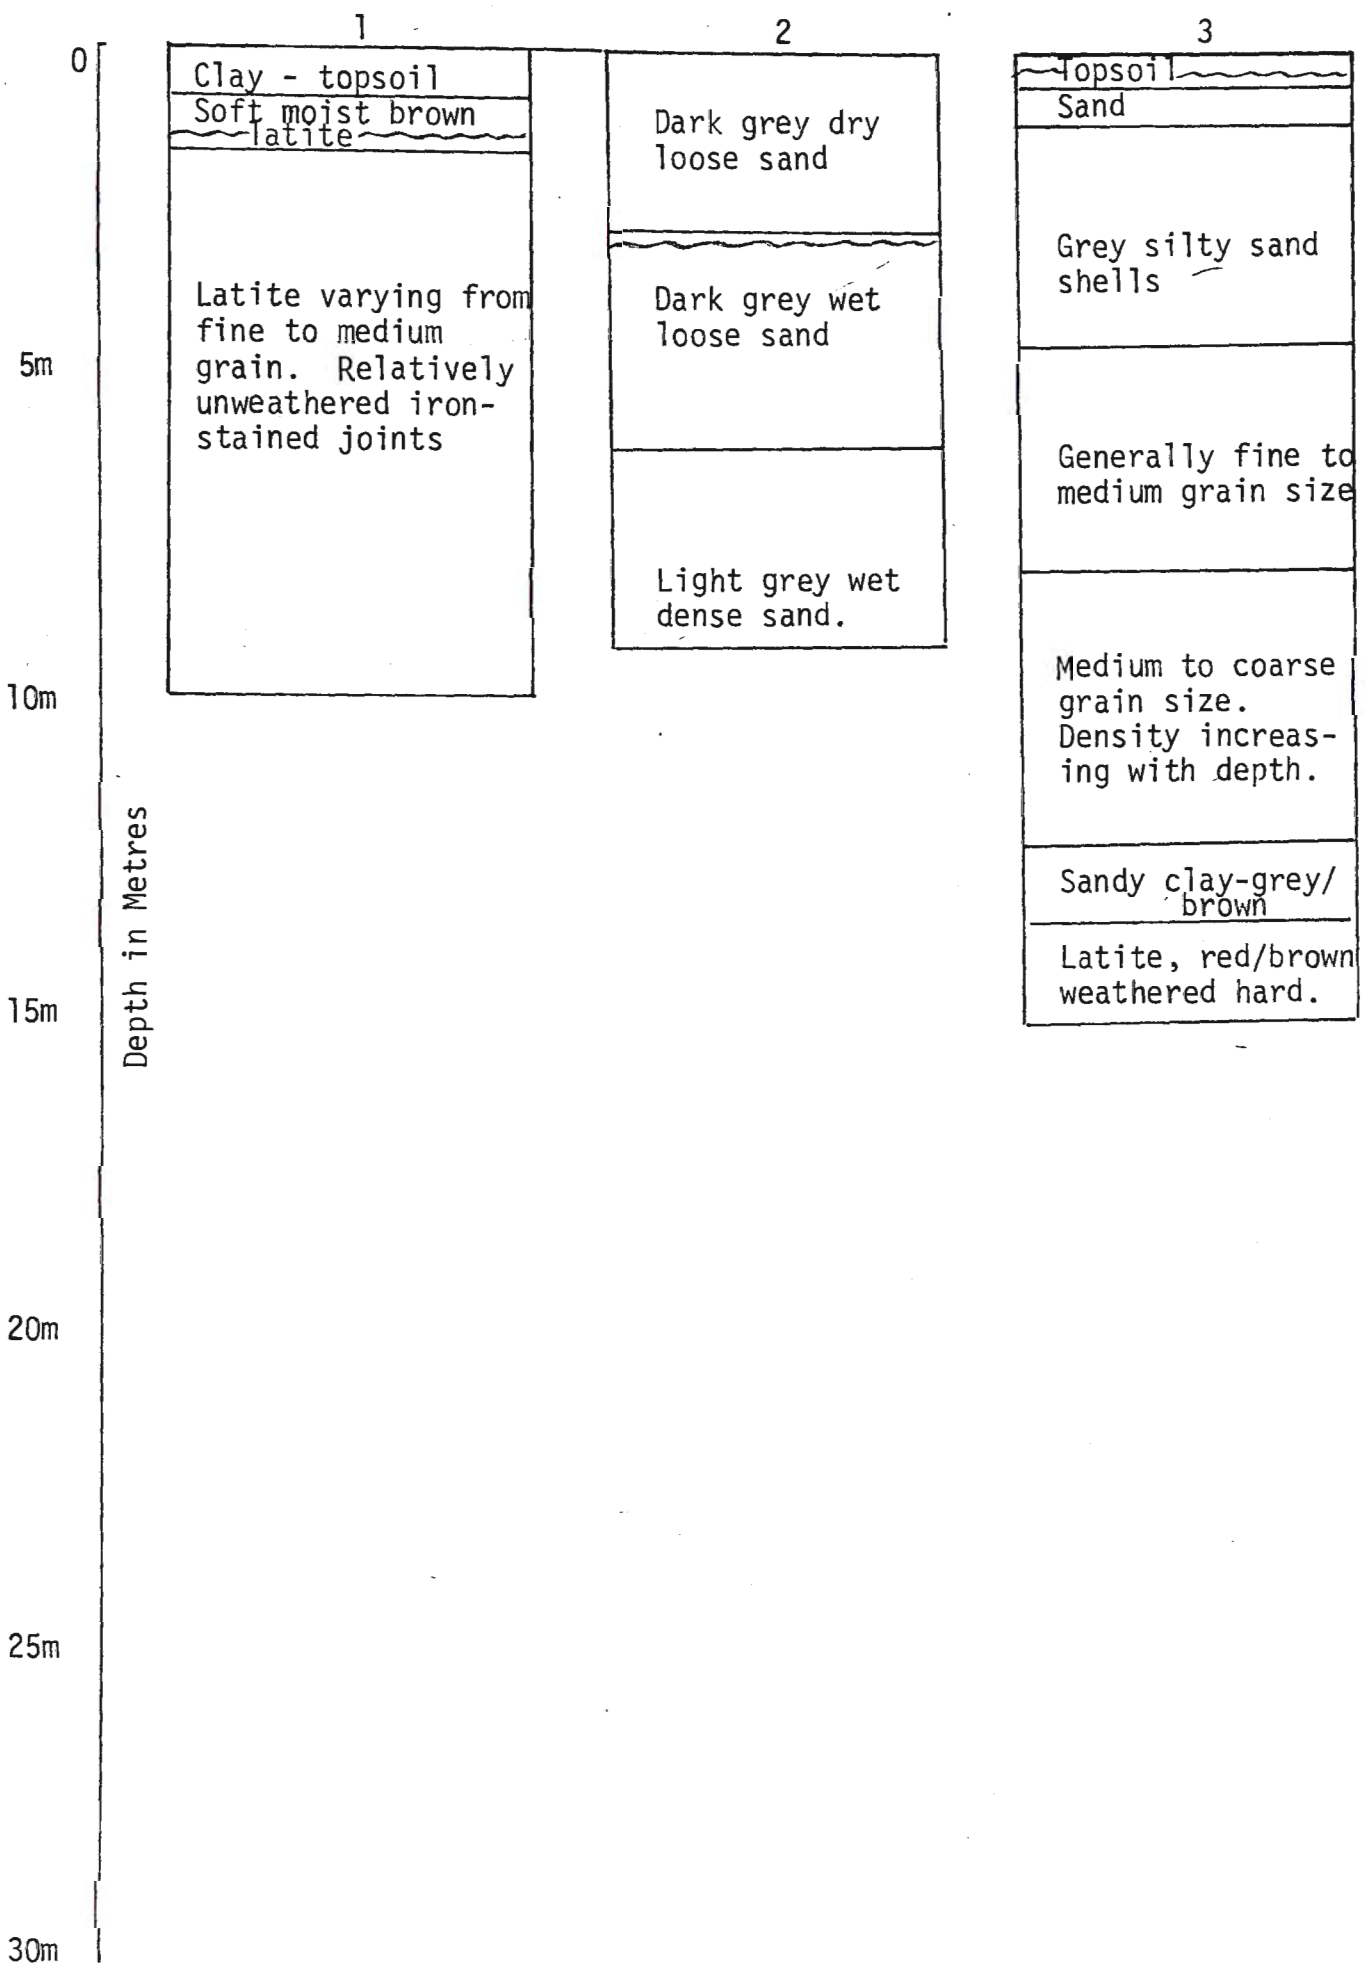 1
2
3
0
5m
10m
15m
20m
25m
30m
Depth in Metres
Clay - topsoil
Soft moist brown
latite
Latite varying from
fine to medium
grain. Relatively
unweathered iron-
stained joints
Dark grey dry
loose sand
Dark grey wet
loose sand
Light grey wet
dense sand.
Topsoil
Sand
Grey silty sand
shells
Generally fine to
medium grain size
Medium to coarse
grain size.
Density increas-
ing with depth.
Sandy clay-grey/
brown
Latite, red/brown
weathered hard.